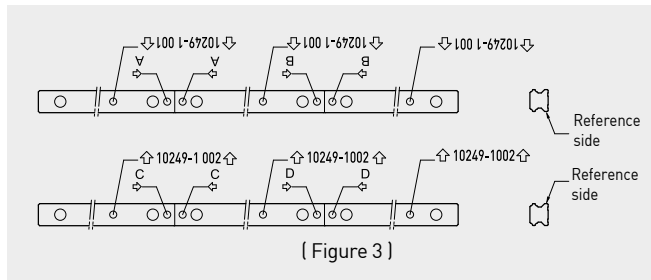 ⇩10249-1 001⇩ ⇩10249-1 001⇩ ⇩10249-1 001⇩
A A B B
Reference
side
⇧10249-1 002⇧ ⇧10249-1002⇧ ⇧10249-1002⇧
C C D D
Reference
side
( Figure 3 )